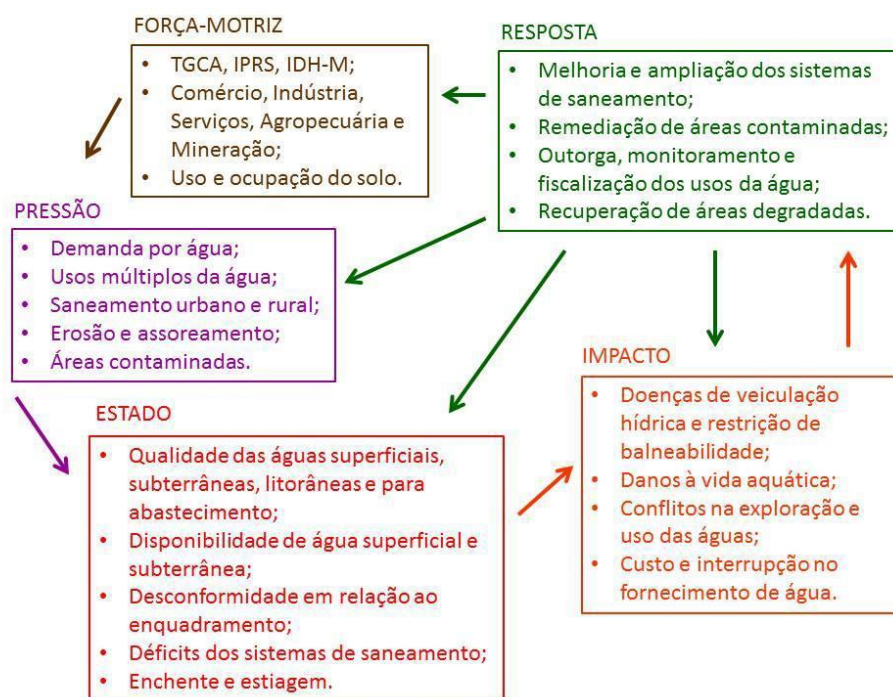 FORÇA-MOTRIZ
• TGCA, IPRS, IDH-M;
• Comércio, Indústria,
Serviços, Agropecuária e
Mineração;
• Uso e ocupação do solo.
RESPOSTA
• Melhoria e ampliação dos sistemas
de saneamento;
• Remediação de áreas contaminadas;
• Outorga, monitoramento e
fiscalização dos usos da água;
• Recuperação de áreas degradadas.
PRESSÃO
• Demanda por água;
• Usos múltiplos da água;
• Saneamento urbano e rural;
• Erosão e assoreamento;
• Áreas contaminadas.
IMPACTO
• Doenças de veiculação
hídrica e restrição de
balneabilidade;
• Danos à vida aquática;
• Conflitos na exploração e
uso das águas;
• Custo e interrupção no
fornecimento de água.
ESTADO
• Qualidade das águas superficiais,
subterrâneas, litorâneas e para
abastecimento;
• Disponibilidade de água superficial e
subterrânea;
• Desconformidade em relação ao
enquadramento;
• Déficits dos sistemas de saneamento;
• Enchente e estiagem.